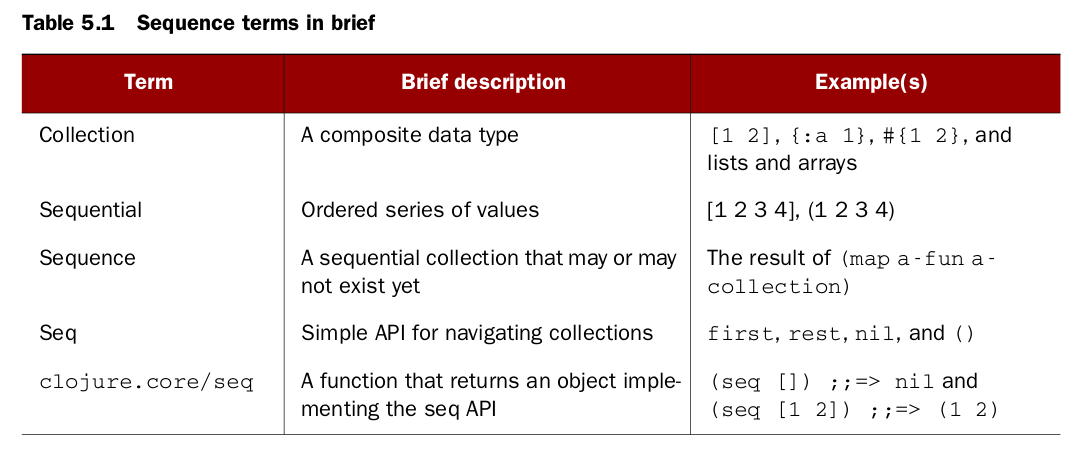 Table 5.1 Sequence terms in brief
Term Brief description Example(s)
Collection A composite data type [1 2], {:a 1}, #{1 2}, and
lists and arrays
Sequential Ordered series of values [1 2 3 4], (1 2 3 4)
Sequence A sequential collection that may or may The result of (map a-fun a-
not exist yet collection)
Seq Simple API for navigating collections first, rest, nil, and ()
clojure.core/seq A function that returns an object imple- (seq []) ;;=> nil and
menting the seq API (seq [1 2]) ;;=> (1 2)